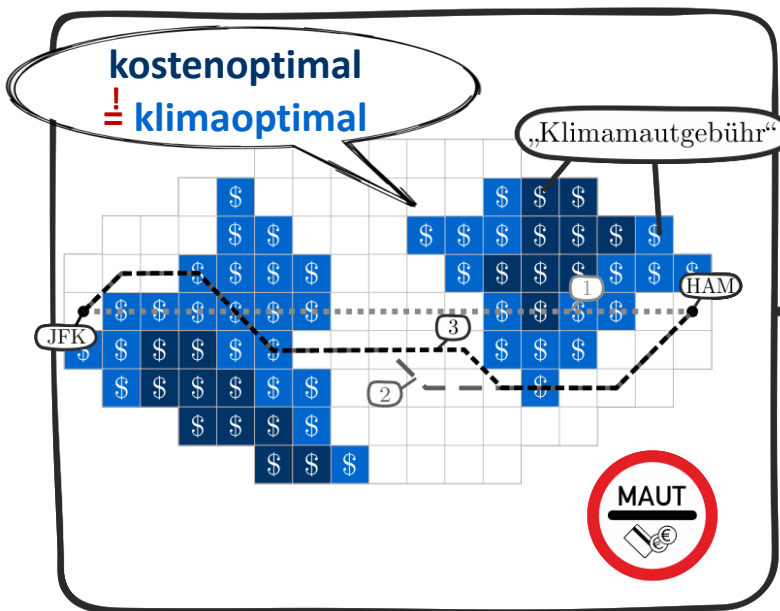 kostenoptimal
!
= klimaoptimal
„Klimamautgebühr“
$ $ $ $
$ $ $ $ $ $ $ $ $
$ $ $ $ $ $ $ $ $ $ $
HAM
1
$ $ $ $ $ $ $ $ $ $
3
JFK
$ $ $ $ $ $ $ $ $
2
$ $ $ $ $ $ $
$ $ $ $
$ $ $
MAUT
€ €